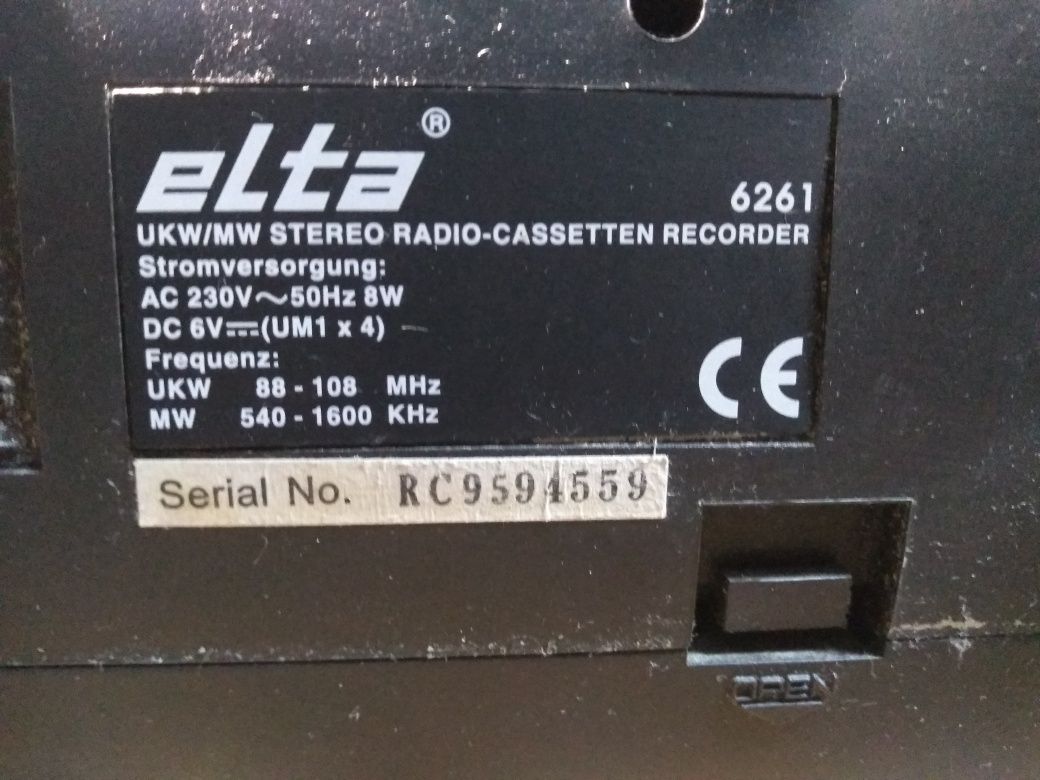 elta®
6261
UKW/MW STEREO RADIO-CASSETTEN RECORDER
Stromversorgung:
AC 230V～50Hz 8W
DC 6V⎓(UM1 x 4)
Frequenz:
UKW 88 - 108 MHz
MW 540 - 1600 KHz
CE
Serial No. RC9594559
OPEN